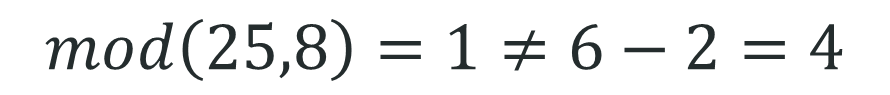 mod(25,8) = 1 ≠ 6 − 2 = 4